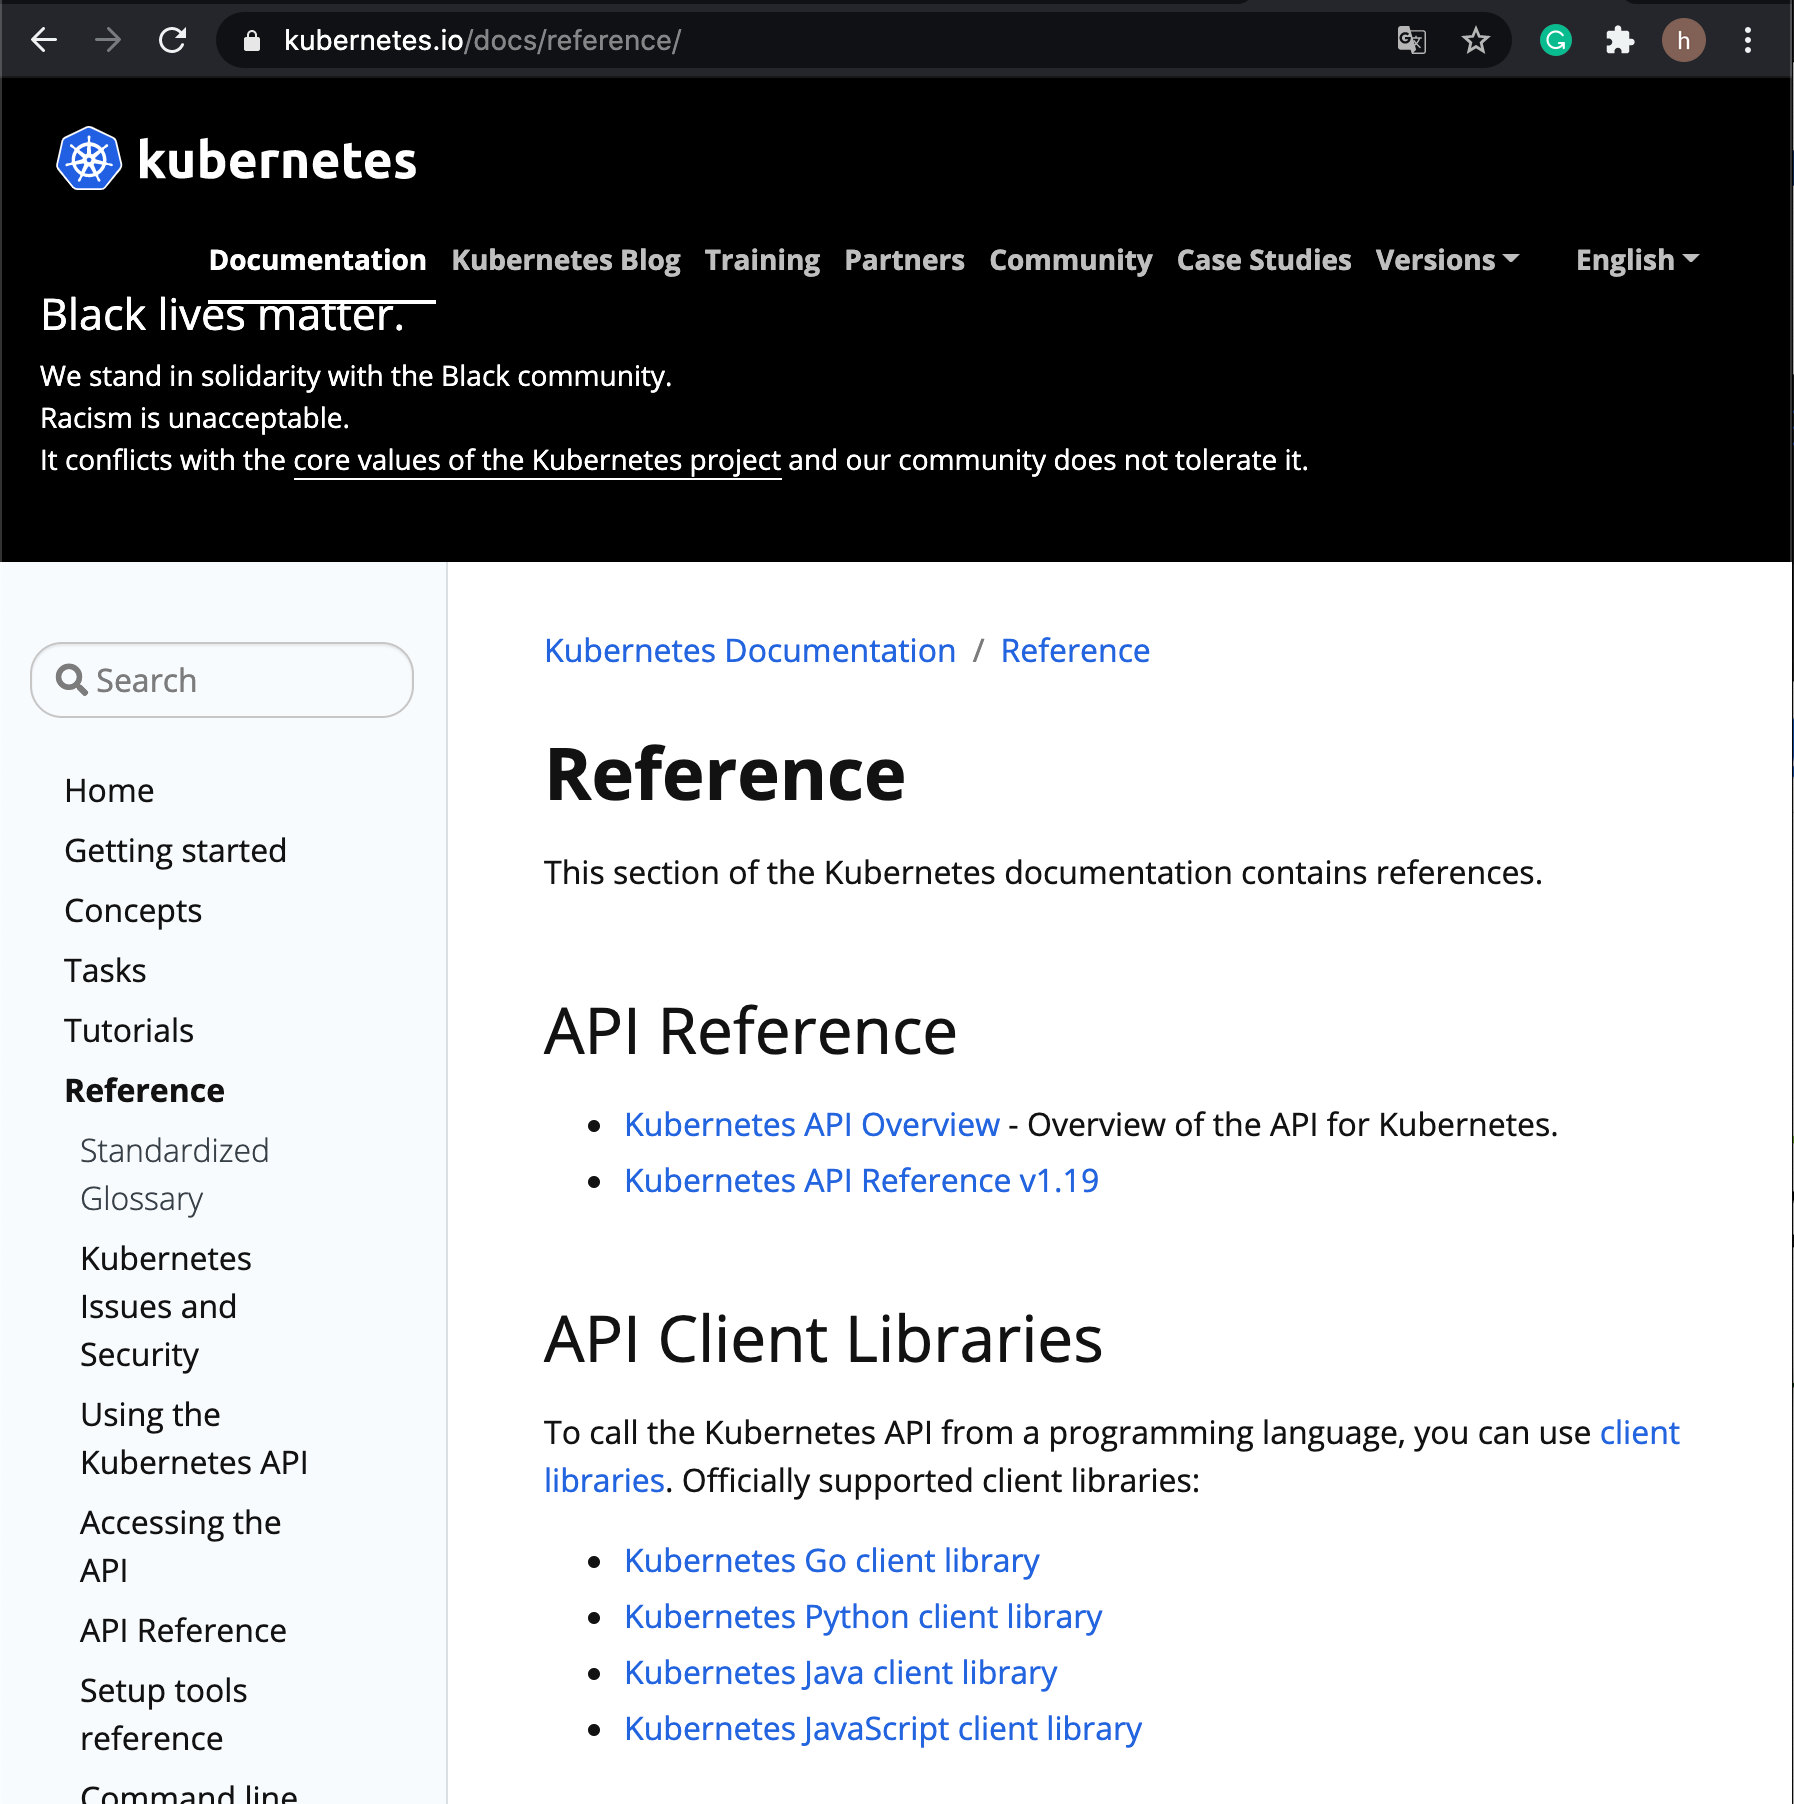 kubernetes.io/docs/reference/
h
kubernetes
Documentation Kubernetes Blog Training Partners Community Case Studies Versions English
Black lives matter.
We stand in solidarity with the Black community.
Racism is unacceptable.
It conflicts with the core values of the Kubernetes project and our community does not tolerate it.
Search
Home
Getting started
Concepts
Tasks
Tutorials
Reference
Standardized
Glossary
Kubernetes
Issues and
Security
Using the
Kubernetes API
Accessing the
API
API Reference
Setup tools
reference
Command line
Kubernetes Documentation / Reference
Reference
This section of the Kubernetes documentation contains references.
API Reference
• Kubernetes API Overview - Overview of the API for Kubernetes.
• Kubernetes API Reference v1.19
API Client Libraries
To call the Kubernetes API from a programming language, you can use client
libraries. Officially supported client libraries:
• Kubernetes Go client library
• Kubernetes Python client library
• Kubernetes Java client library
• Kubernetes JavaScript client library